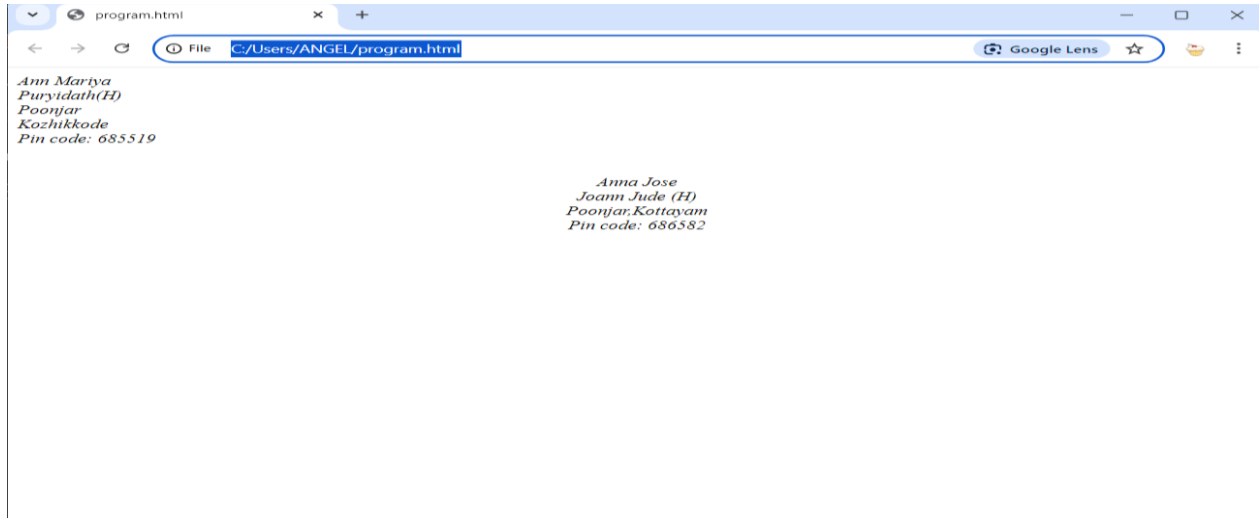 program.html
File C:/Users/ANGEL/program.html Google Lens
Ann Mariya
Puryidath(H)
Poonjar
Kozhikkode
Pin code: 685519
Anna Jose
Joann Jude (H)
Poonjar,Kottayam
Pin code: 686582